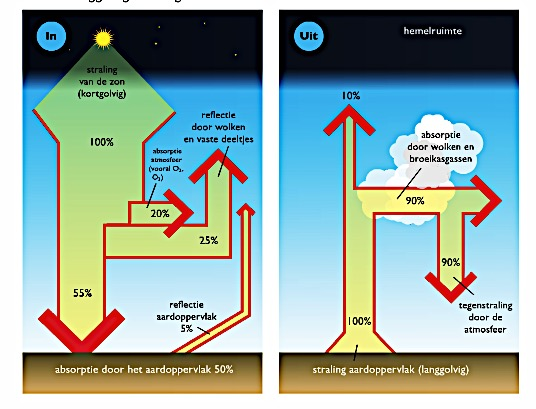 In
straling
van de zon
(kortgolvig)
100%
absorptie
atmosfeer
(vooral O₂,
O₃)
20%
reflectie
door wolken
en vaste deeltjes
25%
55%
reflectie
aardoppervlak
5%
absorptie door het aardoppervlak 50%
Uit
hemelruimte
10%
absorptie
door wolken en
broeikasgassen
90%
90%
tegenstraling
door de
atmosfeer
100%
straling aardoppervlak (langgolvig)